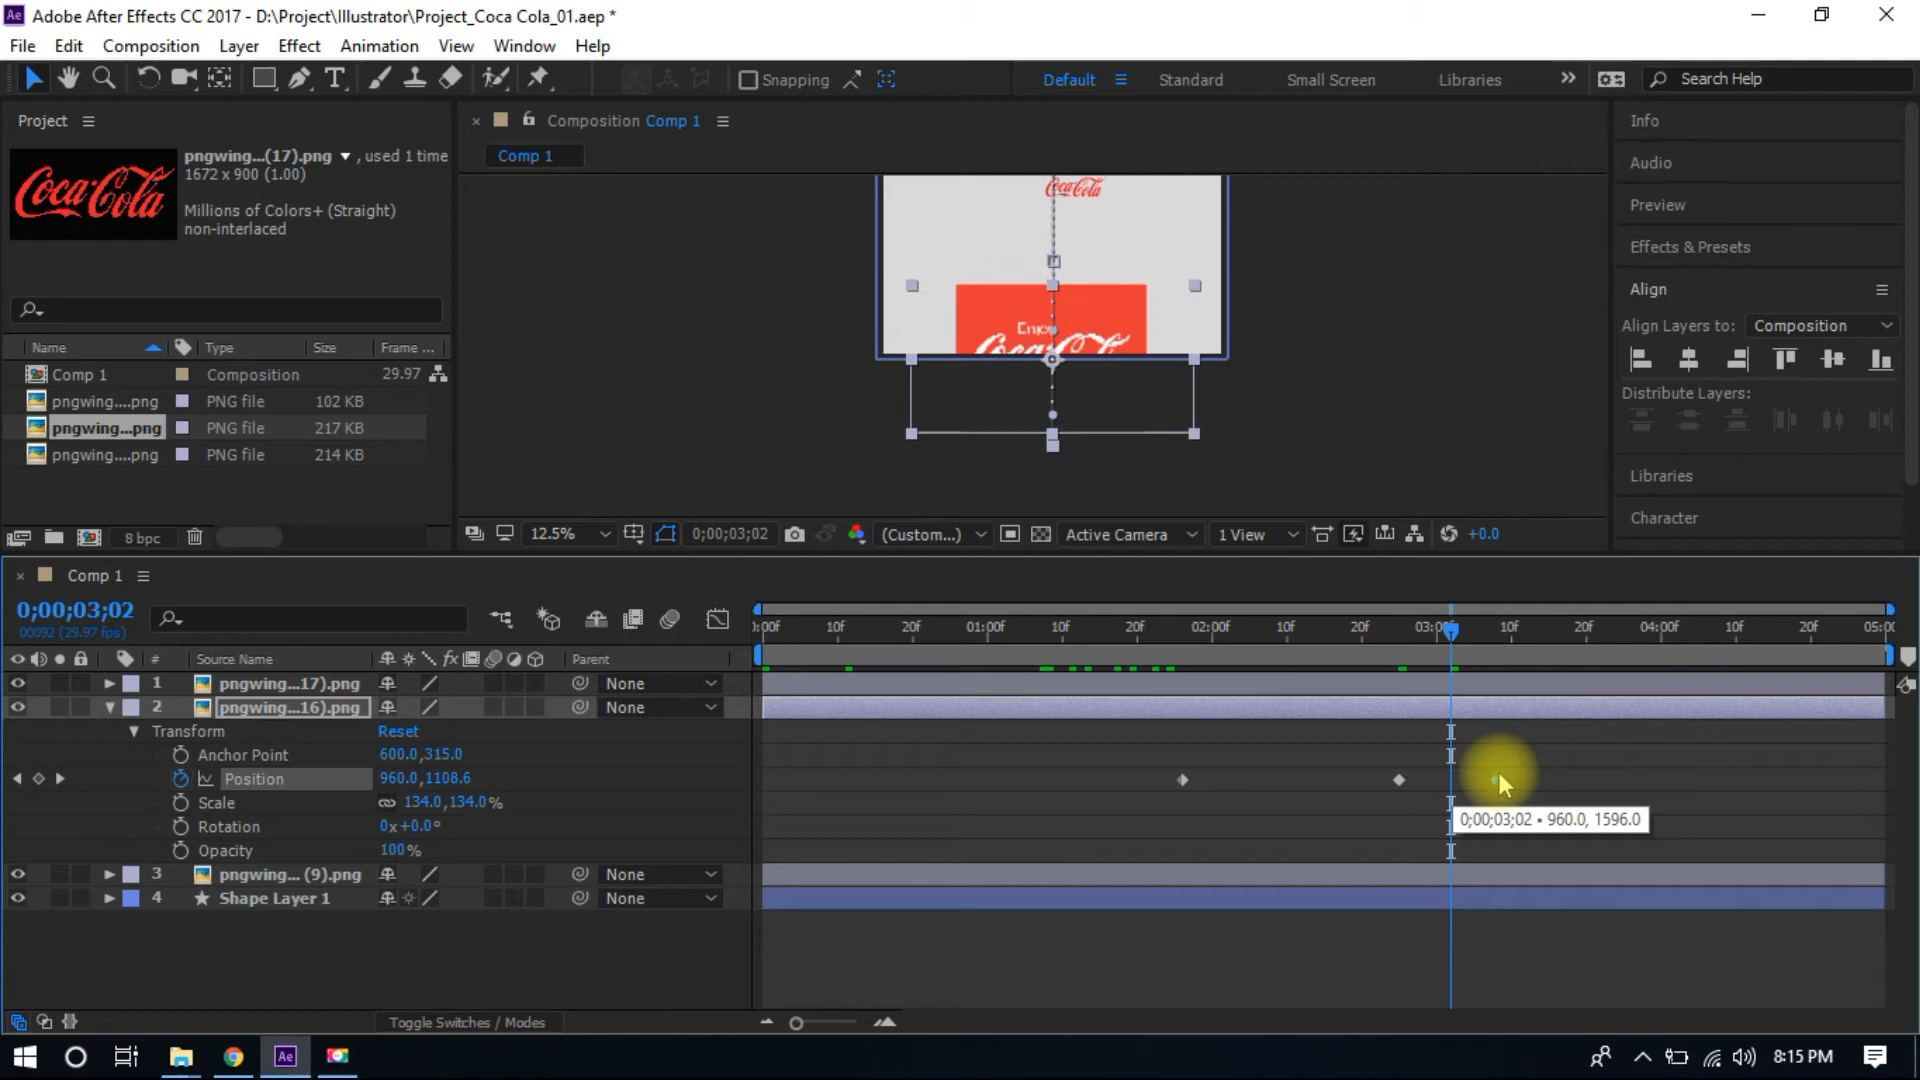 Adobe After Effects CC 2017 - D:\Project\Illustrator\Project_Coca Cola_01.aep *
File Edit Composition Layer Effect Animation View Window Help
Snapping Default Standard Small Screen Libraries Search Help
Project
Composition Comp 1
Comp 1
pngwing...(17).png , used 1 time
1672 x 900 (1.00)
Millions of Colors+ (Straight)
non-interlaced
Coca-Cola
Coca-Cola
Enjoy
Coca-Cola
Name Type Size Frame ...
Comp 1 Composition 29.97
pngwing....png PNG file 102 KB
pngwing...png PNG file 217 KB
pngwing....png PNG file 214 KB
8 bpc
12.5% 0;00;03;02 (Custom...) Active Camera 1 View +0.0
Info
Audio
Preview
Effects & Presets
Align
Align Layers to: Composition
Distribute Layers:
Libraries
Character
Comp 1
0;00;03;02
00092 (29.97 fps)
):00f 10f 20f 01:00f 10f 20f 02:00f 10f 20f 03:00f 10f 20f 04:00f 10f 20f 05:00
# Source Name fx Parent
1 pngwing...17).png None
2 pngwing...16).png None
Transform Reset
Anchor Point 600.0,315.0
Position 960.0,1108.6
Scale 134.0,134.0%
Rotation 0x+0.0°
Opacity 100%
0;00;03;02 • 960.0, 1596.0
3 pngwing... (9).png None
4 Shape Layer 1 None
Toggle Switches / Modes
Ae
8:15 PM